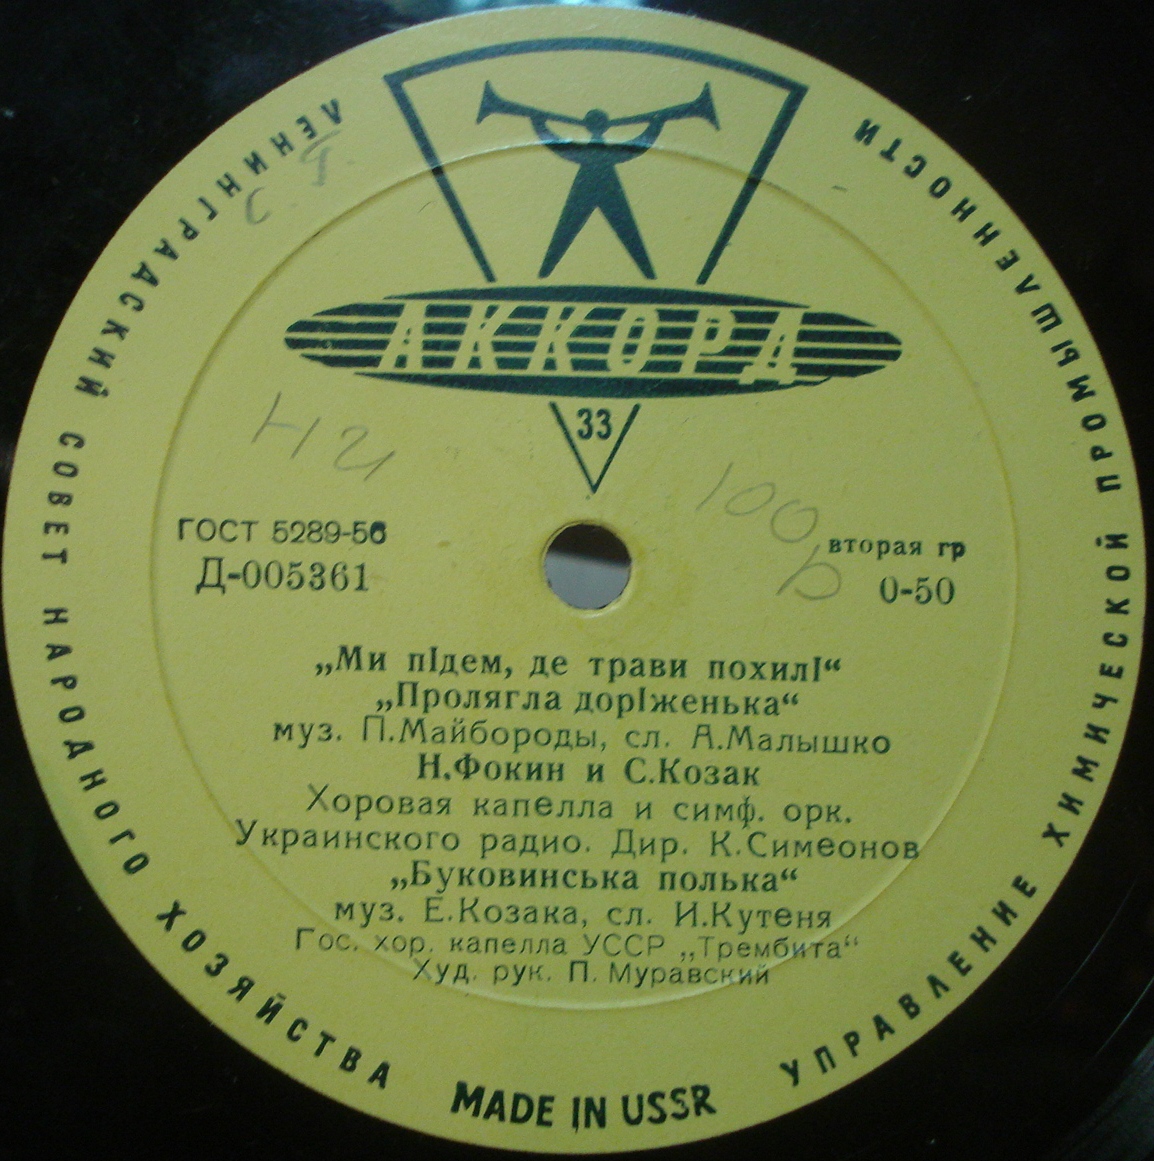 ЛЕНИНГРАДСКИЙ СОВЕТ НАРОДНОГО ХОЗЯЙСТВА
УПРАВЛЕНИЕ ХИМИЧЕСКОЙ ПРОМЫШЛЕННОСТИ
АККОРД
33
ГОСТ 5289-56
Д-005361
вторая гр
0-50
„Ми пІдем, де трави похилІ“
„Пролягла дорІженька“
муз. П.Майбороды, сл. А.Малышко
Н.Фокин и С.Козак
Хоровая капелла и симф. орк.
Украинского радио. Дир. К.Симеонов
„Буковинська полька“
муз. Е.Козака, сл. И.Кутеня
Гос. хор. капелла УССР „Трембита“
Худ. рук. П. Муравский
MADE IN USSR